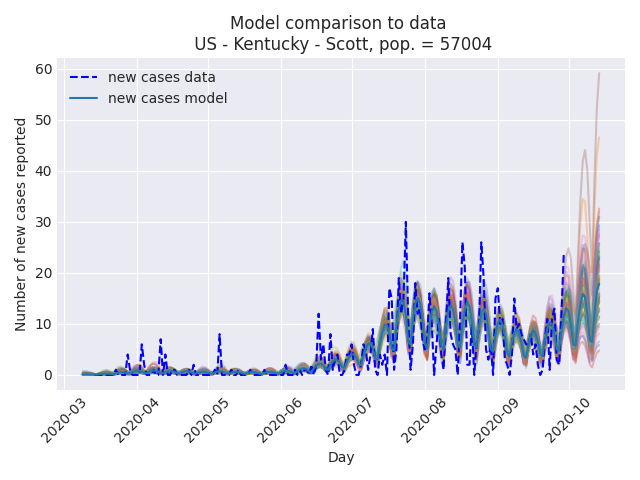 Model comparison to data
US - Kentucky - Scott, pop. = 57004
new cases data
new cases model
Number of new cases reported
60
50
40
30
20
10
0
2020-03
2020-04
2020-05
2020-06
2020-07
2020-08
2020-09
2020-10
Day